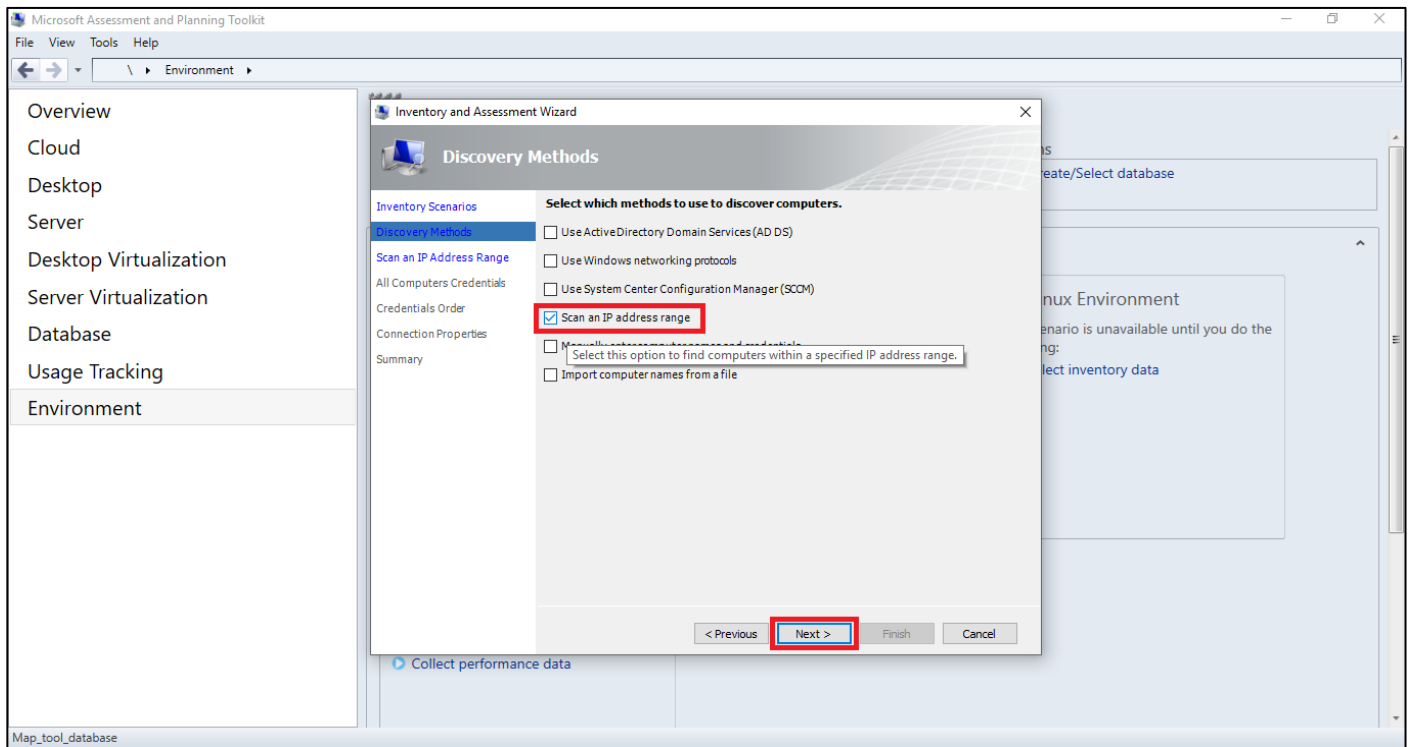 Microsoft Assessment and Planning Toolkit
File View Tools Help
\ Environment
Overview
Cloud
Desktop
Server
Desktop Virtualization
Server Virtualization
Database
Usage Tracking
Environment
Inventory and Assessment Wizard
Discovery Methods
Inventory Scenarios
Discovery Methods
Scan an IP Address Range
All Computers Credentials
Credentials Order
Connection Properties
Summary
Select which methods to use to discover computers.
Use Active Directory Domain Services (AD DS)
Use Windows networking protocols
Use System Center Configuration Manager (SCCM)
Scan an IP address range
Select this option to find computers within a specified IP address range.
Import computer names from a file
< Previous Next > Finish Cancel
eate/Select database
nux Environment
enario is unavailable until you do the
ng:
lect inventory data
Collect performance data
Map_tool_database